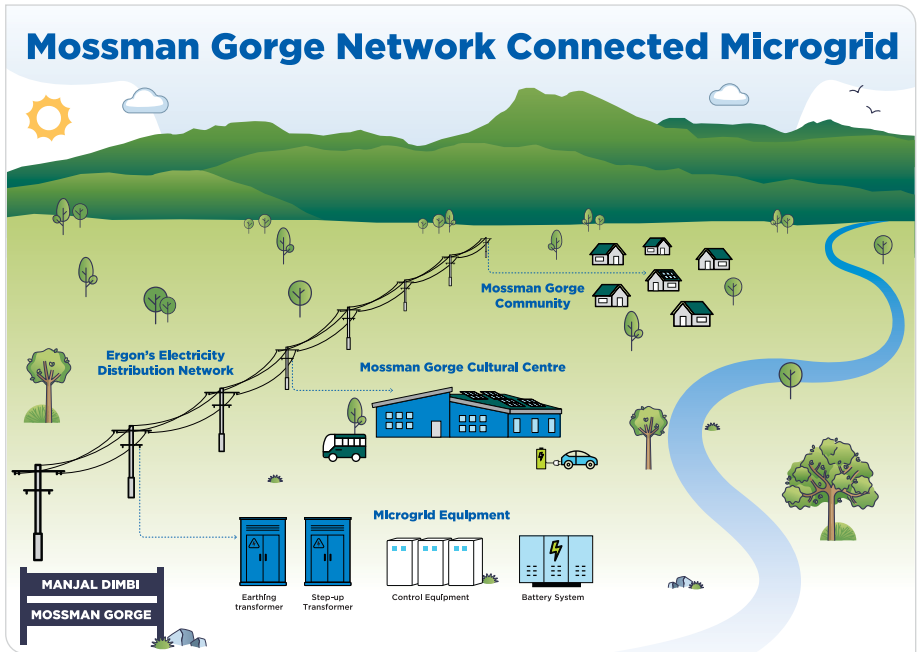 Mossman Gorge Network Connected Microgrid
Mossman Gorge
Community
Ergon's Electricity
Distribution Network
Mossman Gorge Cultural Centre
Microgrid Equipment
Earthing
transformer
Step-up
Transformer
Control Equipment
Battery System
MANJAL DIMBI
MOSSMAN GORGE